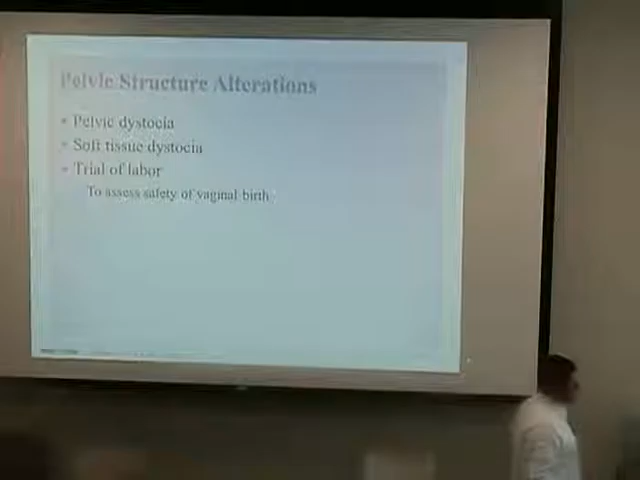 Pelvic Structure Alterations
Pelvic dystocia
Soft tissue dystocia
Trial of labor
To assess safety of vaginal birth